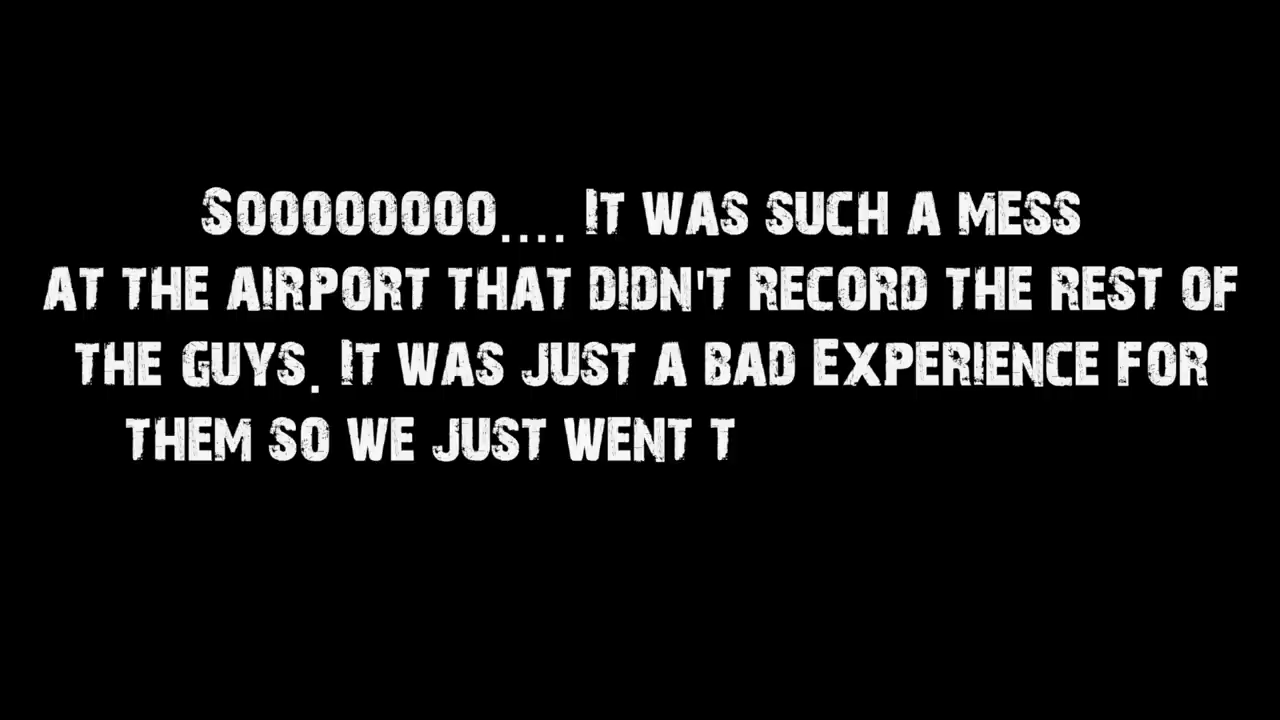 Soooooooo.... It was such a mess
at the airport that didn't record the rest of
the Guys. It was just a bad Experience for
them so we just went t